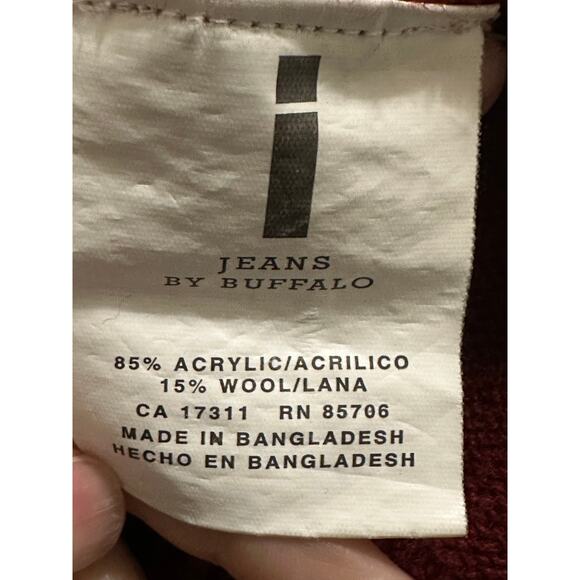 i
JEANS
BY BUFFALO
85% ACRYLIC/ACRILICO
15% WOOL/LANA
CA 17311 RN 85706
MADE IN BANGLADESH
HECHO EN BANGLADESH